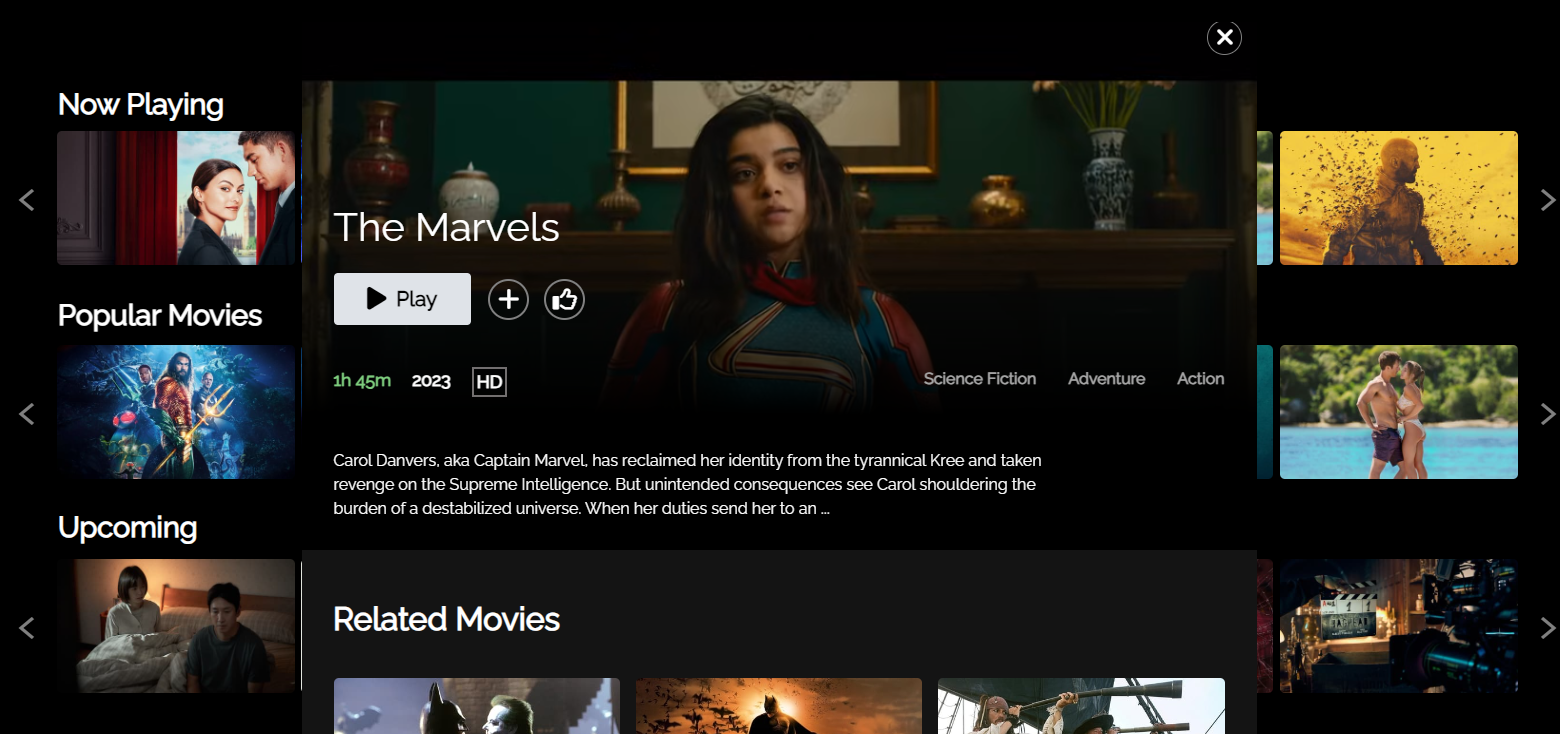 Now Playing
The Marvels
Play
Popular Movies
1h 45m 2023 HD
Science Fiction Adventure Action
Carol Danvers, aka Captain Marvel, has reclaimed her identity from the tyrannical Kree and taken
revenge on the Supreme Intelligence. But unintended consequences see Carol shouldering the
burden of a destabilized universe. When her duties send her to an ...
Upcoming
Related Movies